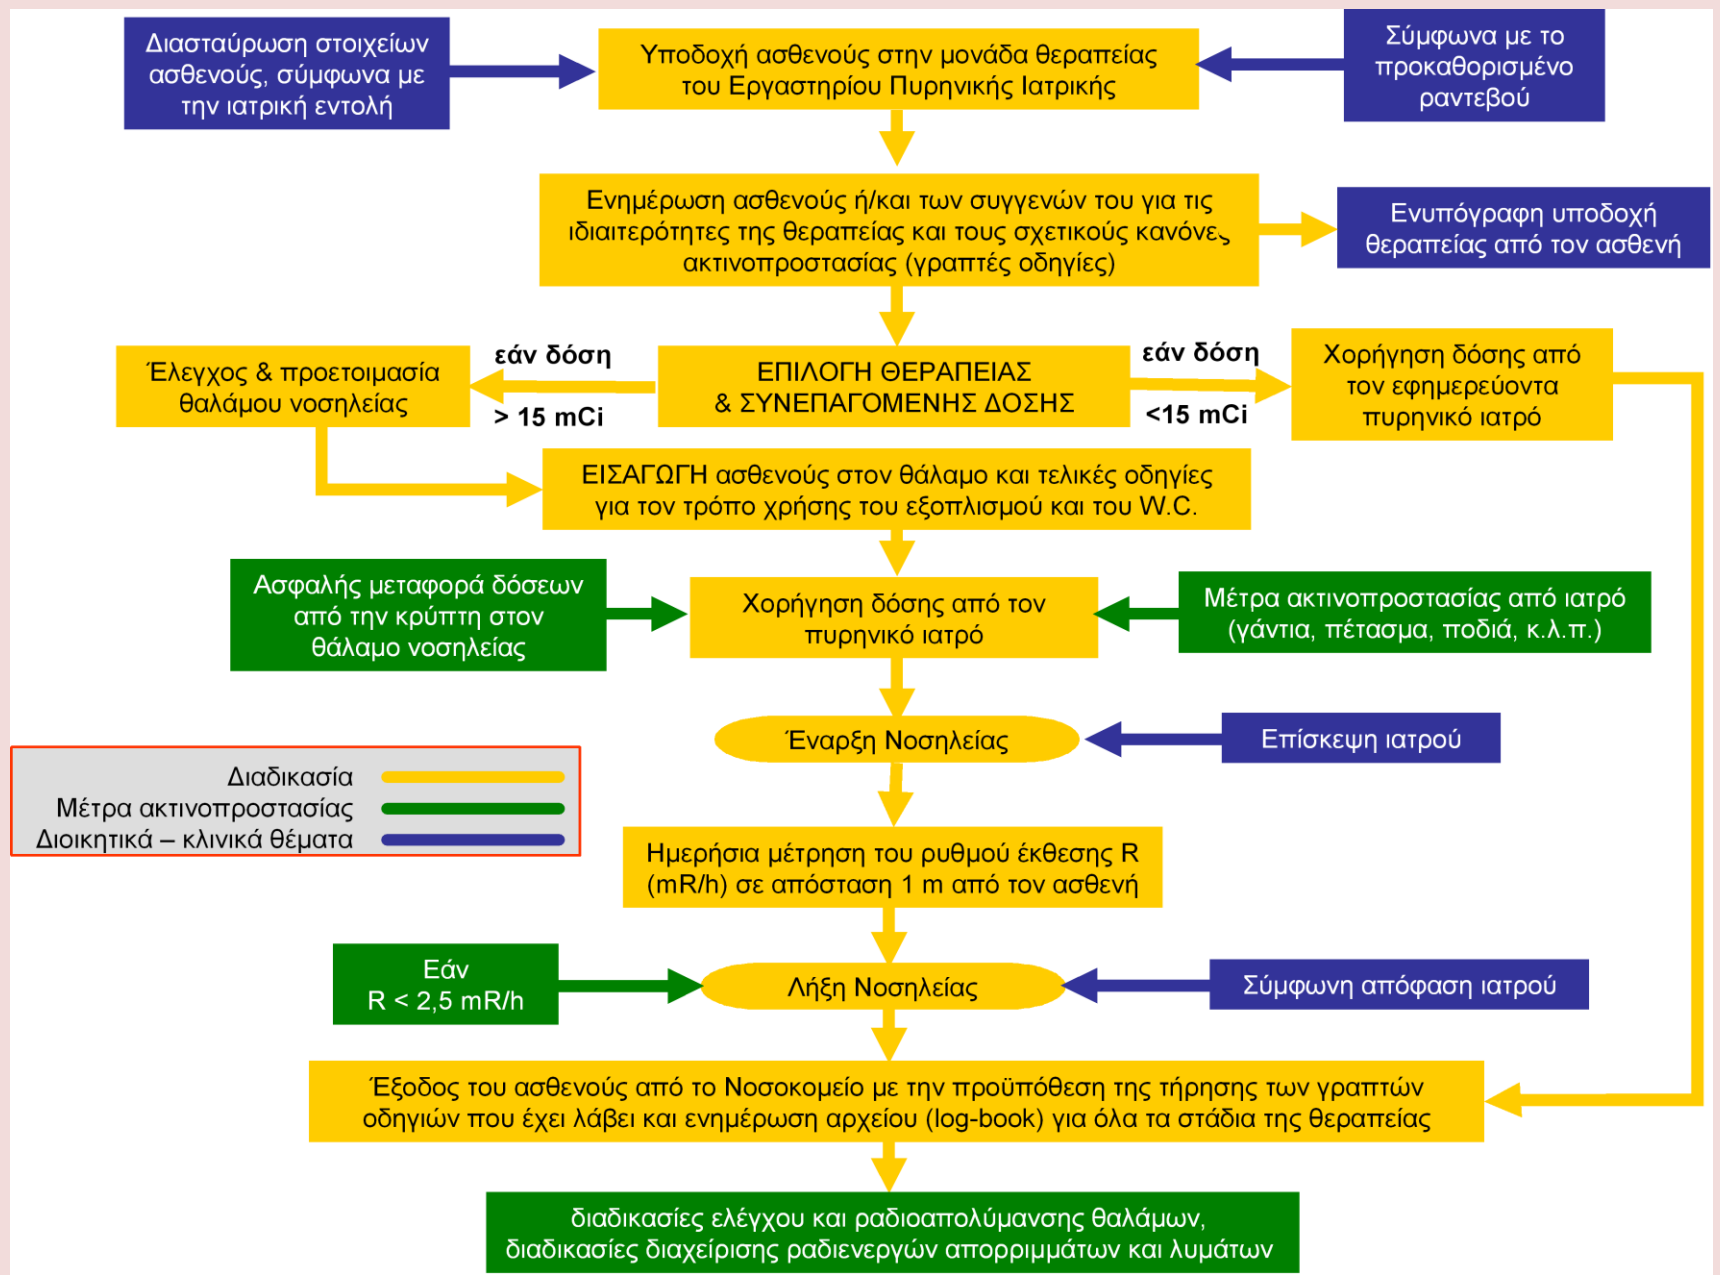 Διασταύρωση στοιχείων
ασθενούς, σύμφωνα με
την ιατρική εντολή
Υποδοχή ασθενούς στην μονάδα θεραπείας
του Εργαστηρίου Πυρηνικής Ιατρικής
Σύμφωνα με το
προκαθορισμένο
ραντεβού
Ενημέρωση ασθενούς ή/και των συγγενών του για τις
ιδιαιτερότητες της θεραπείας και τους σχετικούς κανόνες
ακτινοπροστασίας (γραπτές οδηγίες)
Ενυπόγραφη υποδοχή
θεραπείας από τον ασθενή
Έλεγχος & προετοιμασία
θαλάμου νοσηλείας
εάν δόση
> 15 mCi
ΕΠΙΛΟΓΗ ΘΕΡΑΠΕΙΑΣ
& ΣΥΝΕΠΑΓΟΜΕΝΗΣ ΔΟΣΗΣ
εάν δόση
<15 mCi
Χορήγηση δόσης από
τον εφημερεύοντα
πυρηνικό ιατρό
ΕΙΣΑΓΩΓΗ ασθενούς στον θάλαμο και τελικές οδηγίες
για τον τρόπο χρήσης του εξοπλισμού και του W.C.
Ασφαλής μεταφορά δόσεων
από την κρύπτη στον
θάλαμο νοσηλείας
Χορήγηση δόσης από τον
πυρηνικό ιατρό
Μέτρα ακτινοπροστασίας από ιατρό
(γάντια, πέτασμα, ποδιά, κ.λ.π.)
Έναρξη Νοσηλείας
Επίσκεψη ιατρού
Διαδικασία
Μέτρα ακτινοπροστασίας
Διοικητικά – κλινικά θέματα
Ημερήσια μέτρηση του ρυθμού έκθεσης R
(mR/h) σε απόσταση 1 m από τον ασθενή
Εάν
R < 2,5 mR/h
Λήξη Νοσηλείας
Σύμφωνη απόφαση ιατρού
Έξοδος του ασθενούς από το Νοσοκομείο με την προϋπόθεση της τήρησης των γραπτών
οδηγιών που έχει λάβει και ενημέρωση αρχείου (log-book) για όλα τα στάδια της θεραπείας
διαδικασίες ελέγχου και ραδιοαπολύμανσης θαλάμων,
διαδικασίες διαχείρισης ραδιενεργών απορριμμάτων και λυμάτων